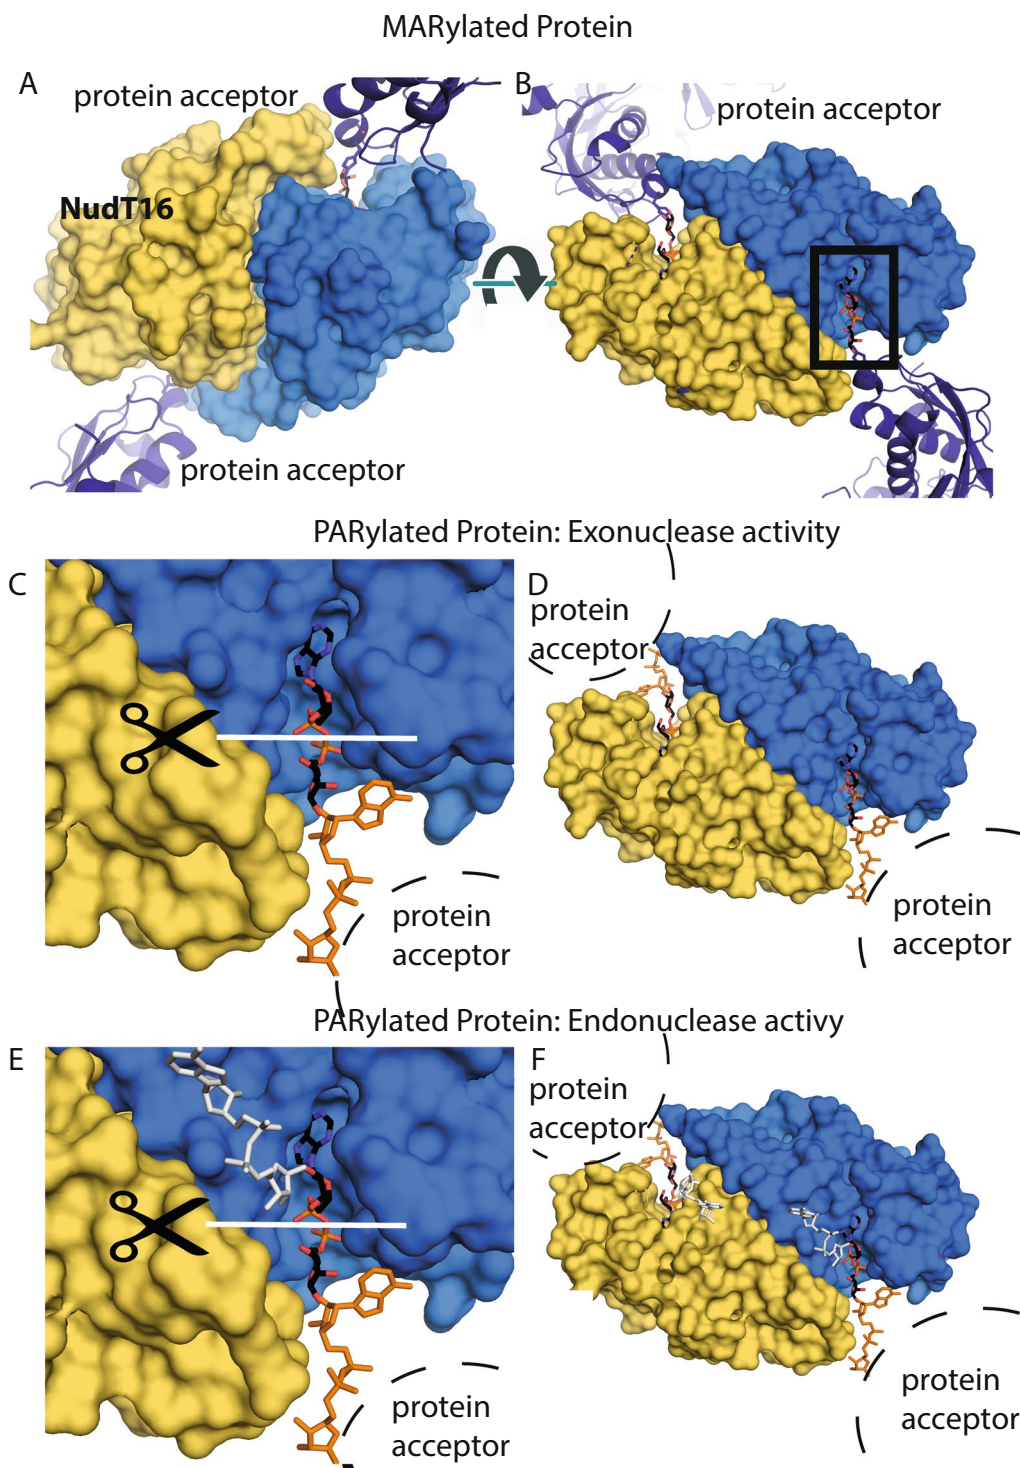 MARylated Protein
A
B
protein acceptor
protein acceptor
NudT16
protein acceptor
PARylated Protein: Exonuclease activity
C
D
protein
acceptor
protein
acceptor
protein
acceptor
PARylated Protein: Endonuclease activy
E
F
protein
acceptor
protein
acceptor
protein
acceptor